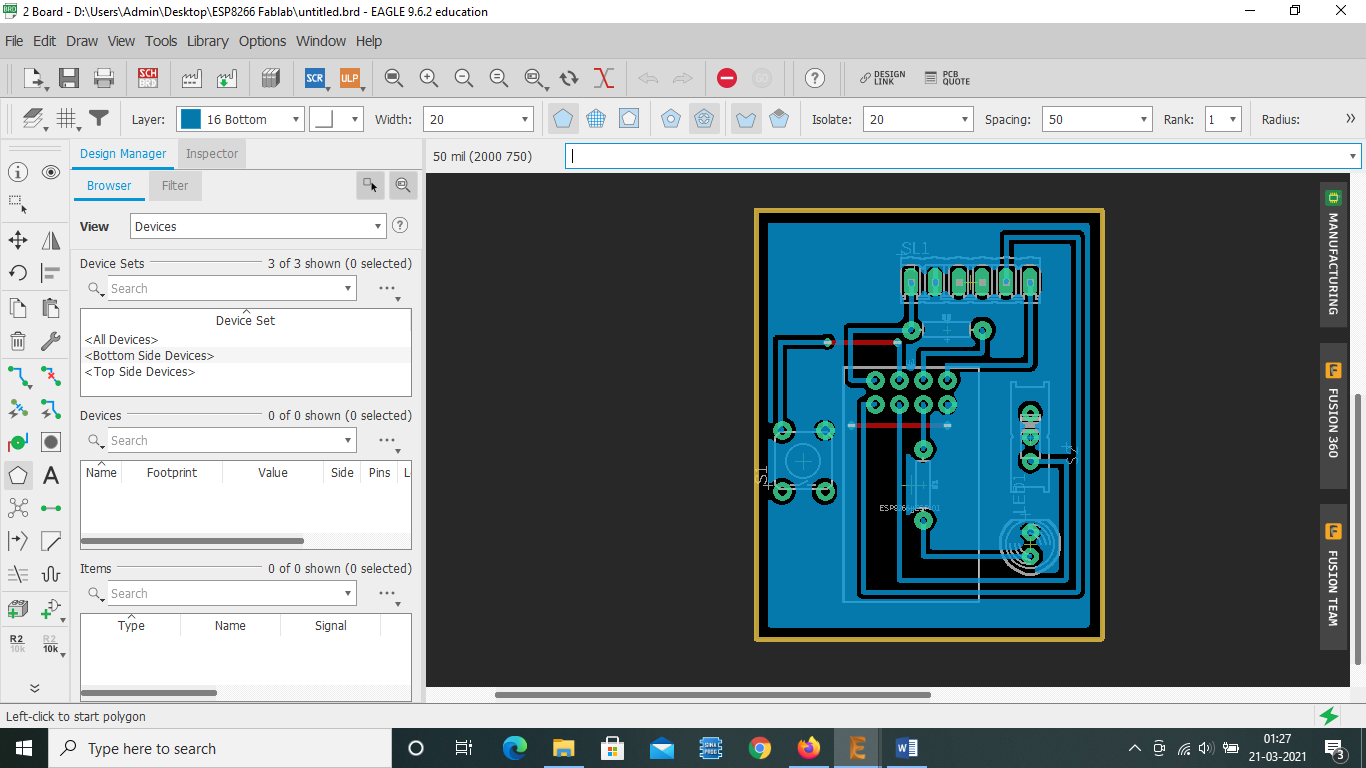 2 Board - D:\Users\Admin\Desktop\ESP8266 Fablab\untitled.brd - EAGLE 9.6.2 education
File Edit Draw View Tools Library Options Window Help
SCH BRD SCR ULP GO DESIGN LINK PCB QUOTE
Layer: 16 Bottom Width: 20 Isolate: 20 Spacing: 50 Rank: 1 Radius:
Design Manager Inspector
50 mil (2000 750)
Browser Filter
View Devices
Device Sets 3 of 3 shown (0 selected)
Search
Device Set
<All Devices>
<Bottom Side Devices>
<Top Side Devices>
Devices 0 of 0 shown (0 selected)
Search
Name Footprint Value Side Pins
Items 0 of 0 shown (0 selected)
Search
Type Name Signal
R2 10k R2 10k
SL1
S1
LED1
MANUFACTURING
FUSION 360
FUSION TEAM
Left-click to start polygon
Type here to search
01:27
21-03-2021
3